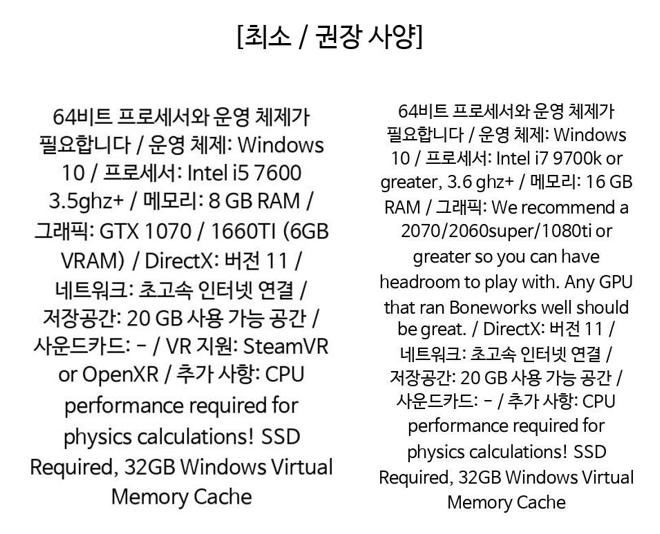 [최소 / 권장 사양]
64비트 프로세서와 운영 체제가
필요합니다 / 운영 체제: Windows
10 / 프로세서: Intel i5 7600
3.5ghz+ / 메모리: 8 GB RAM /
그래픽: GTX 1070 / 1660TI (6GB
VRAM) / DirectX: 버전 11 /
네트워크: 초고속 인터넷 연결 /
저장공간: 20 GB 사용 가능 공간 /
사운드카드: - / VR 지원: SteamVR
or OpenXR / 추가 사항: CPU
performance required for
physics calculations! SSD
Required, 32GB Windows Virtual
Memory Cache
64비트 프로세서와 운영 체제가
필요합니다 / 운영 체제: Windows
10 / 프로세서: Intel i7 9700k or
greater, 3.6 ghz+ / 메모리: 16 GB
RAM / 그래픽: We recommend a
2070/2060super/1080ti or
greater so you can have
headroom to play with. Any GPU
that ran Boneworks well should
be great. / DirectX: 버전 11 /
네트워크: 초고속 인터넷 연결 /
저장공간: 20 GB 사용 가능 공간 /
사운드카드: - / 추가 사항: CPU
performance required for
physics calculations! SSD
Required, 32GB Windows Virtual
Memory Cache